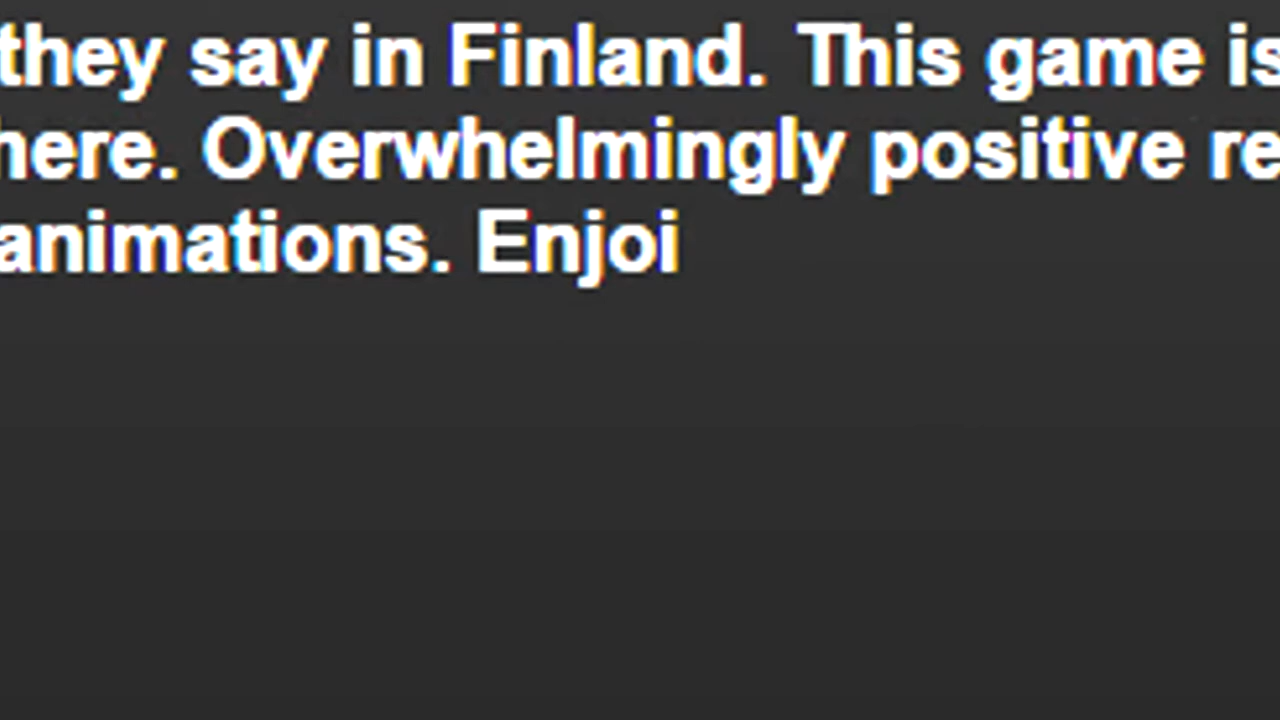 they say in Finland. This game is
here. Overwhelmingly positive re
animations. Enjoi